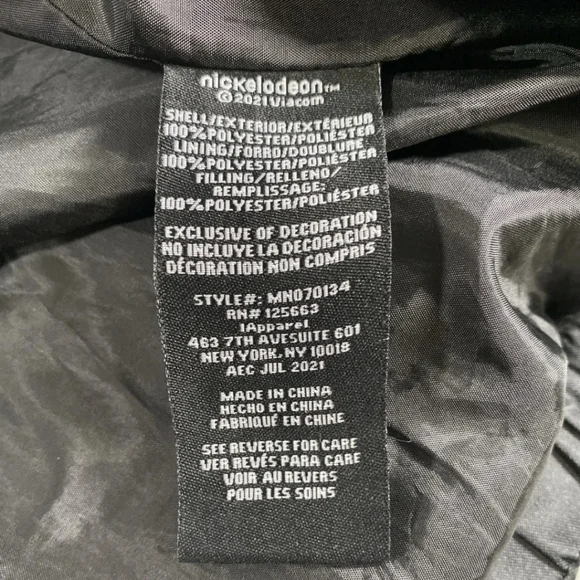 nickelodeon™
©2021Viacom
SHELL/EXTERIOR/EXTÉRIEUR
100%POLYESTER/POLIÉSTER
LINING/FORRO/DOUBLURE
100%POLYESTER/POLIÉSTER
FILLING/RELLENO/
REMPLISSAGE:
100%POLYESTER/POLIÉSTER
EXCLUSIVE OF DECORATION
NO INCLUYE LA DECORACIÓN
DÉCORATION NON COMPRIS
STYLE#: MN070134
RN# 125663
1Apparel
463 7TH AVESUITE 601
NEW YORK, NY 10018
AEC JUL 2021
MADE IN CHINA
HECHO EN CHINA
FABRIQUÉ EN CHINE
SEE REVERSE FOR CARE
VER REVÉS PARA CARE
VOIR AU REVERS
POUR LES SOINS